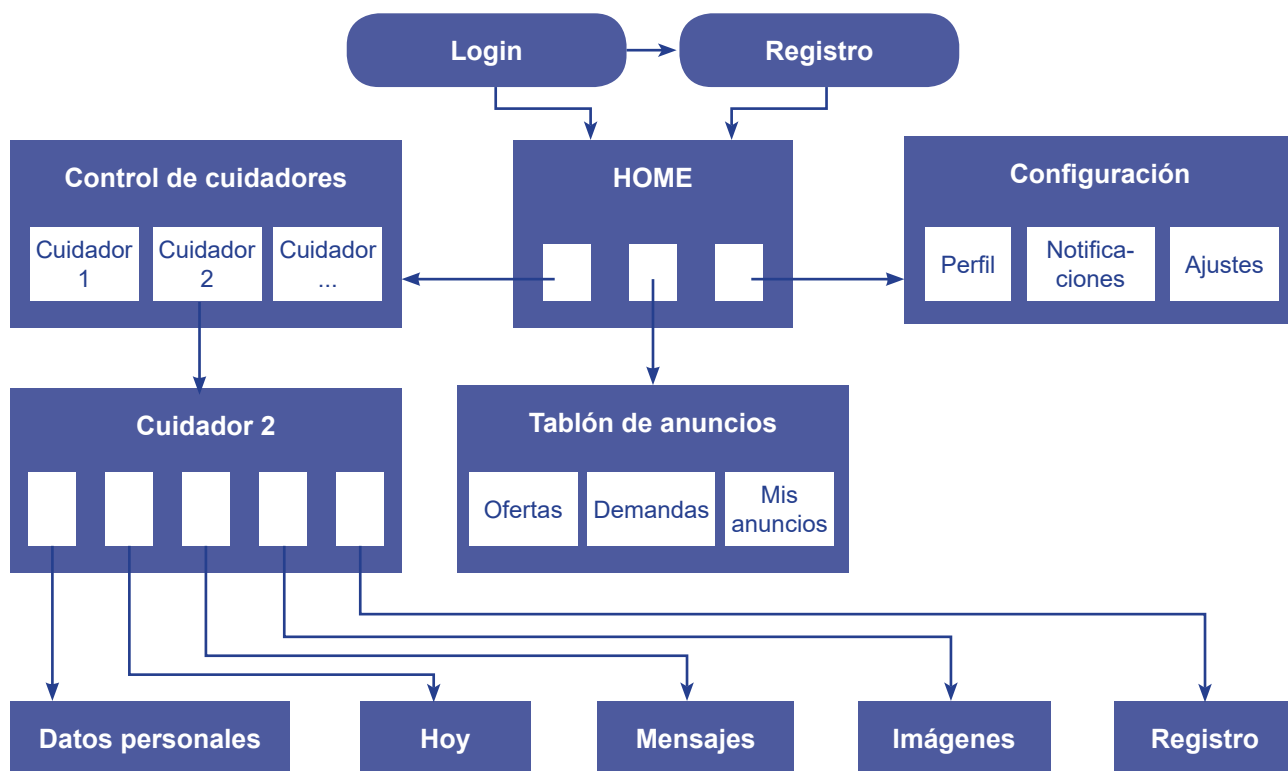 Login
Registro
Control de cuidadores
HOME
Configuración
Cuidador
1
Cuidador
2
Cuidador
...
Perfil
Notifica-
ciones
Ajustes
Cuidador 2
Tablón de anuncios
Ofertas
Demandas
Mis
anuncios
Datos personales
Hoy
Mensajes
Imágenes
Registro